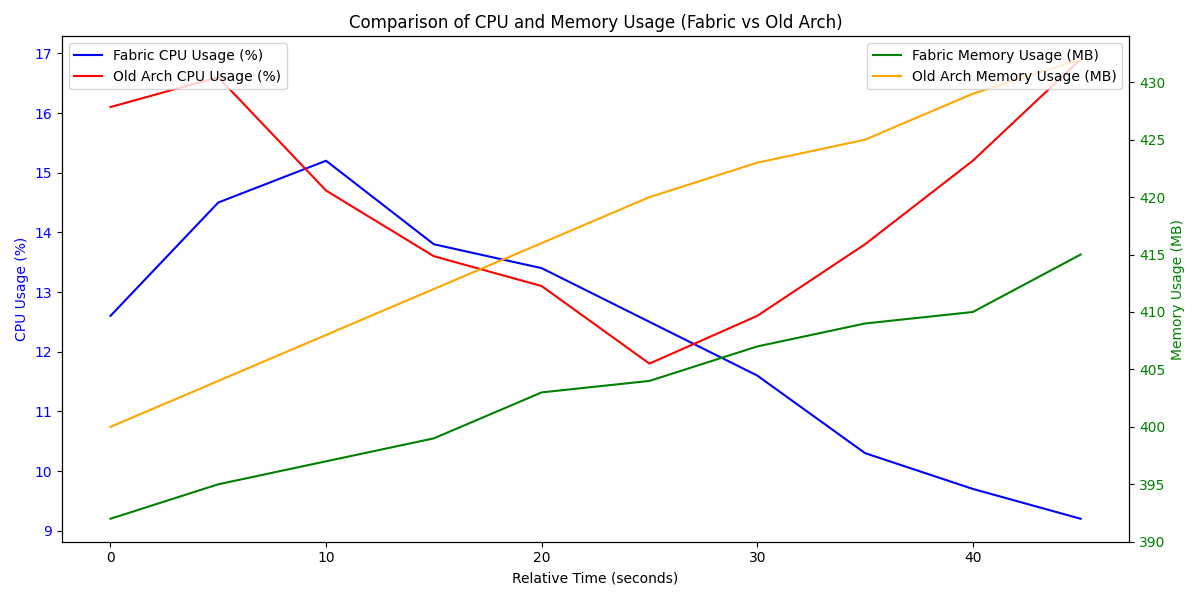 Comparison of CPU and Memory Usage (Fabric vs Old Arch)
Fabric CPU Usage (%)
Old Arch CPU Usage (%)
Fabric Memory Usage (MB)
Old Arch Memory Usage (MB)
CPU Usage (%)
17
16
15
14
13
12
11
10
9
430
425
420
415
410
405
400
395
390
Memory Usage (MB)
0 10 20 30 40
Relative Time (seconds)